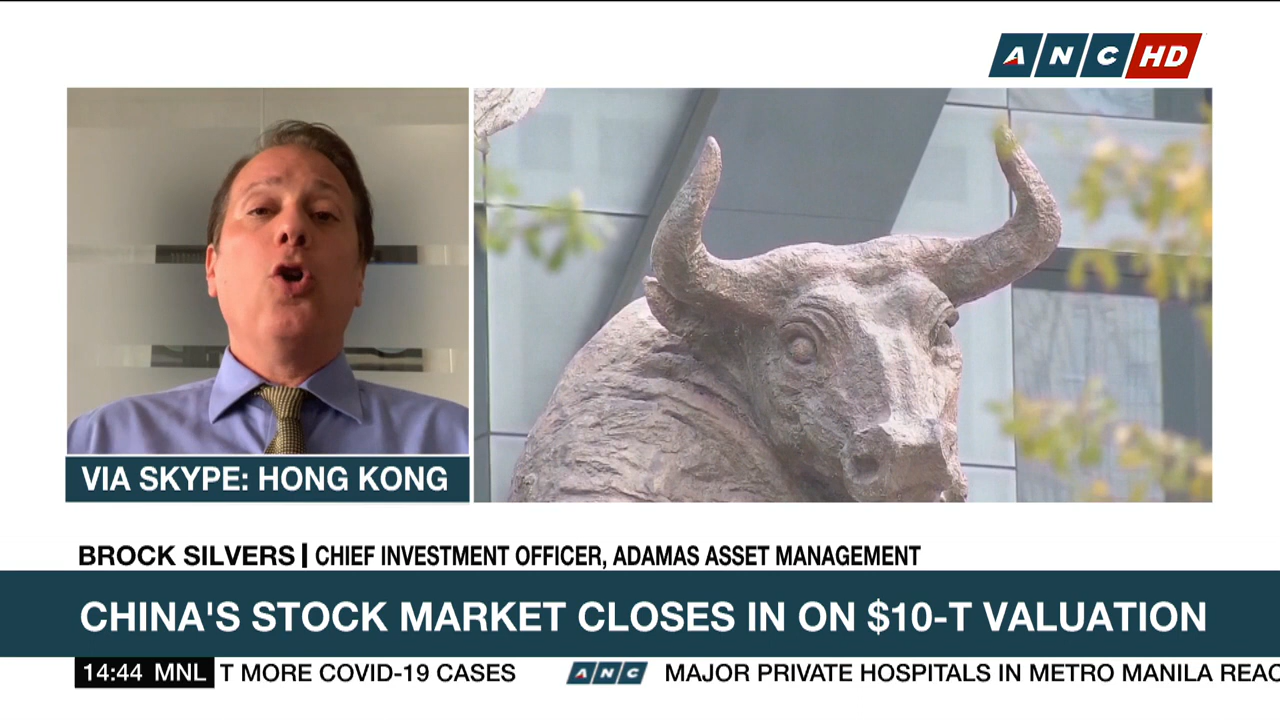 ANC HD
VIA SKYPE: HONG KONG
BROCK SILVERS | CHIEF INVESTMENT OFFICER, ADAMAS ASSET MANAGEMENT
CHINA'S STOCK MARKET CLOSES IN ON $10-T VALUATION
14:44 MNL T MORE COVID-19 CASES ANC MAJOR PRIVATE HOSPITALS IN METRO MANILA REAC